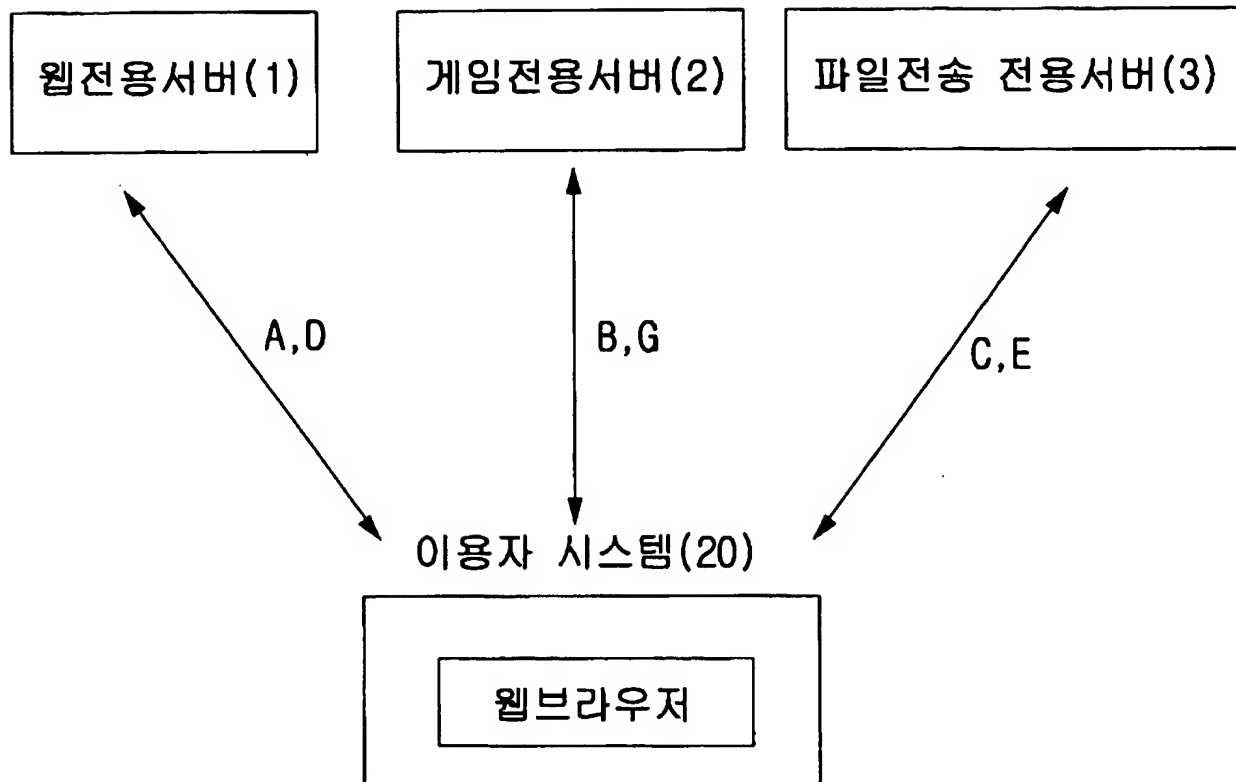 웹전용서버(1)
게임전용서버(2)
파일전송 전용서버(3)
A,D
B,G
C,E
이용자 시스템(20)
웹브라우저